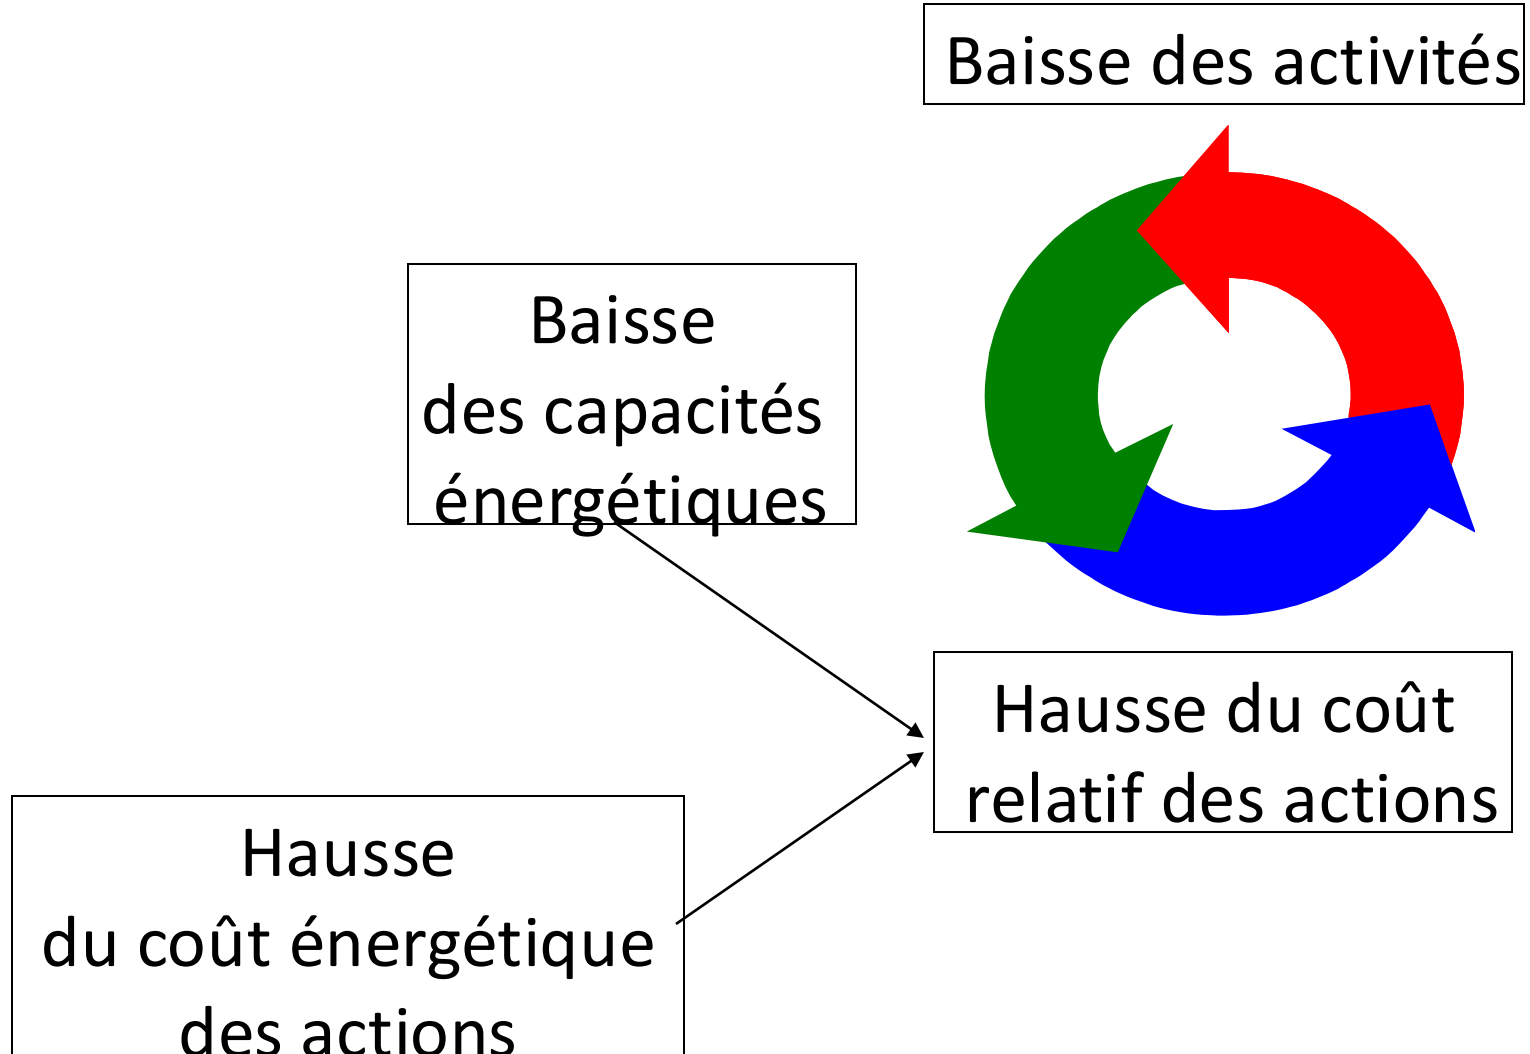 Baisse des activités
Baisse
des capacités
énergétiques
Hausse du coût
relatif des actions
Hausse
du coût énergétique
des actions